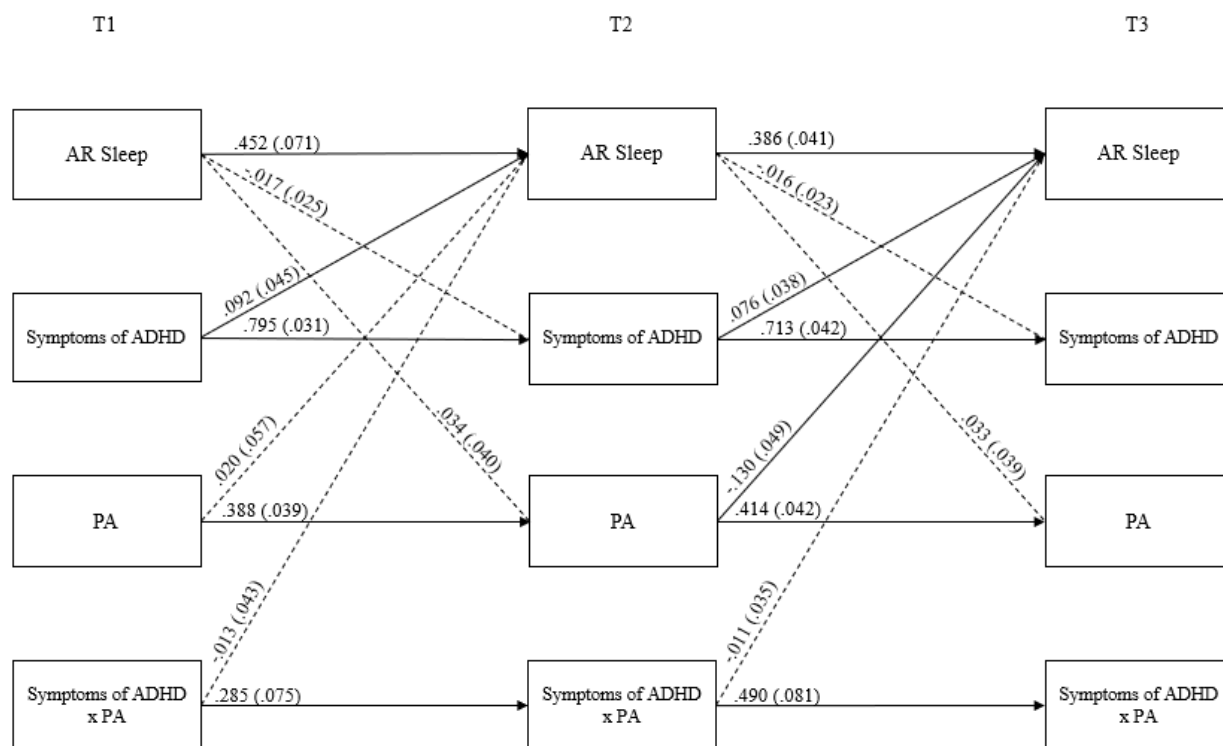 T1 T2 T3
AR Sleep .452 (.071) AR Sleep .386 (.041) AR Sleep
-.017 (.025) -.016 (.023)
.092 (.045) .076 (.038)
Symptoms of ADHD .795 (.031) Symptoms of ADHD .713 (.042) Symptoms of ADHD
.020 (.057) .034 (.040) -.130 (.049) .033 (.039)
PA .388 (.039) PA .414 (.042) PA
-.013 (.043) -.011 (.035)
Symptoms of ADHD .285 (.075) Symptoms of ADHD .490 (.081) Symptoms of ADHD
x PA x PA x PA